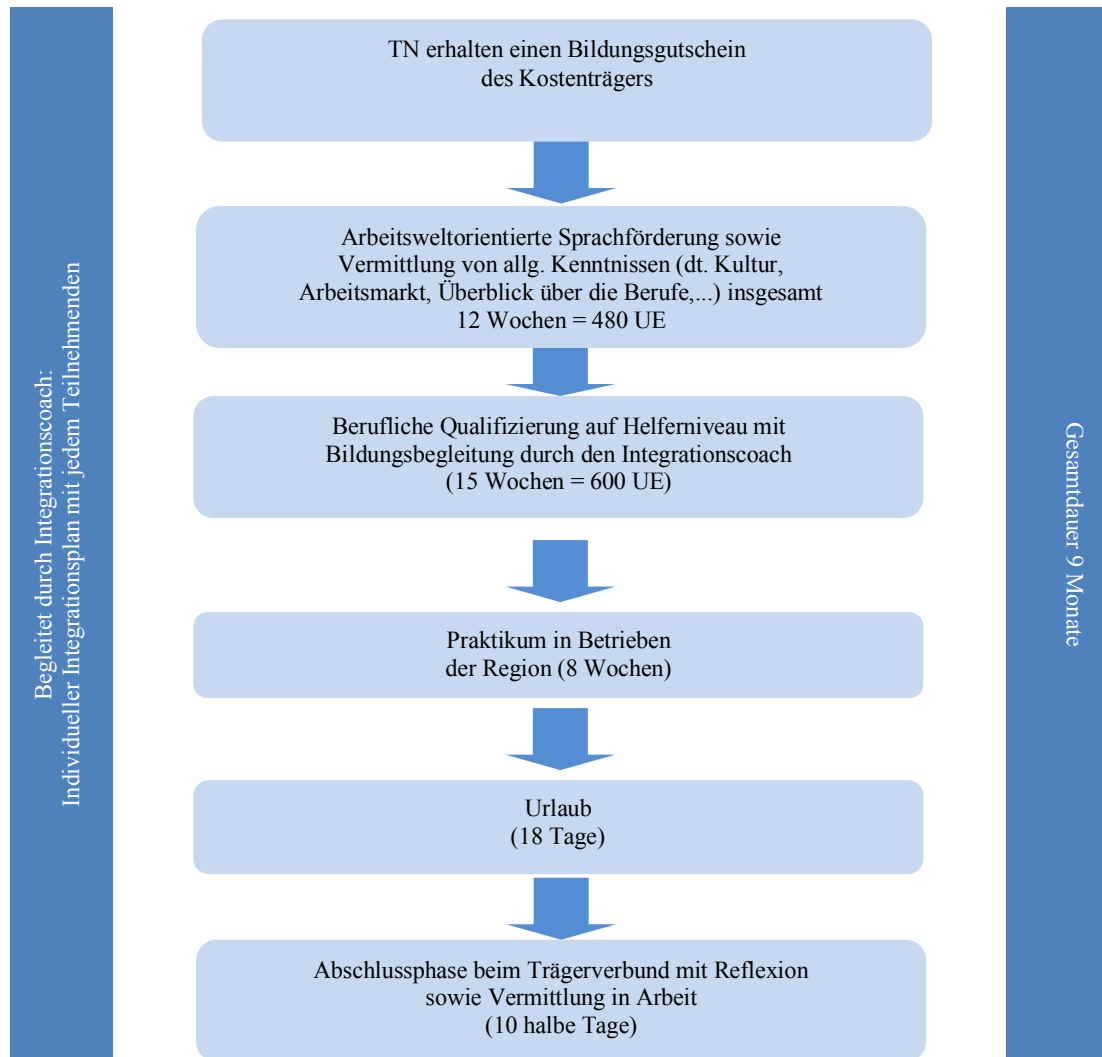 TN erhalten einen Bildungsgutschein
des Kostenträgers
Arbeitsweltorientierte Sprachförderung sowie
Vermittlung von allg. Kenntnissen (dt. Kultur,
Arbeitsmarkt, Überblick über die Berufe,...) insgesamt
12 Wochen = 480 UE
Berufliche Qualifizierung auf Helferniveau mit
Bildungsbegleitung durch den Integrationscoach
(15 Wochen = 600 UE)
Praktikum in Betrieben
der Region (8 Wochen)
Urlaub
(18 Tage)
Abschlussphase beim Trägerverbund mit Reflexion
sowie Vermittlung in Arbeit
(10 halbe Tage)
Begleitet durch Integrationscoach:
Individueller Integrationsplan mit jedem Teilnehmenden
Gesamtdauer 9 Monate